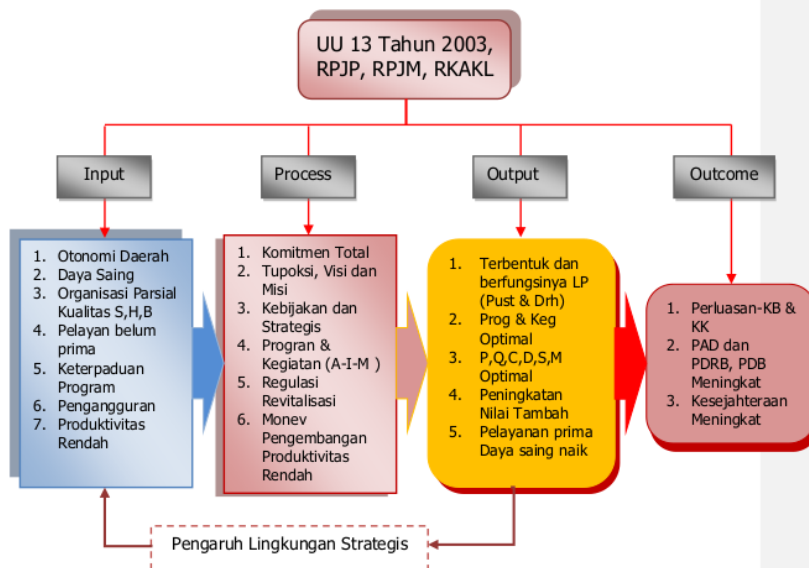 UU 13 Tahun 2003,
RPJP, RPJM, RKAKL
Input
Process
Output
Outcome
1. Otonomi Daerah
2. Daya Saing
3. Organisasi Parsial
Kualitas S,H,B
4. Pelayan belum
prima
5. Keterpaduan
Program
6. Pengangguran
7. Produktivitas
Rendah
1. Komitmen Total
2. Tupoksi, Visi dan
Misi
3. Kebijakan dan
Strategis
4. Progran &
Kegiatan (A-I-M )
5. Regulasi
Revitalisasi
6. Monev
Pengembangan
Produktivitas
Rendah
1. Terbentuk dan
berfungsinya LP
(Pust & Drh)
2. Prog & Keg
Optimal
3. P,Q,C,D,S,M
Optimal
4. Peningkatan
Nilai Tambah
5. Pelayanan prima
Daya saing naik
1. Perluasan-KB &
KK
2. PAD dan
PDRB, PDB
Meningkat
3. Kesejahteraan
Meningkat
Pengaruh Lingkungan Strategis